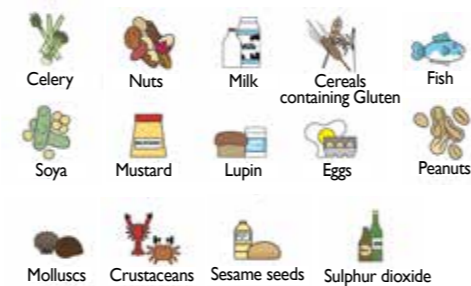 Celery
Nuts
Milk
Cereals
containing Gluten
Fish
Soya
Mustard
Lupin
Eggs
Peanuts
Molluscs
Crustaceans
Sesame seeds
Sulphur dioxide